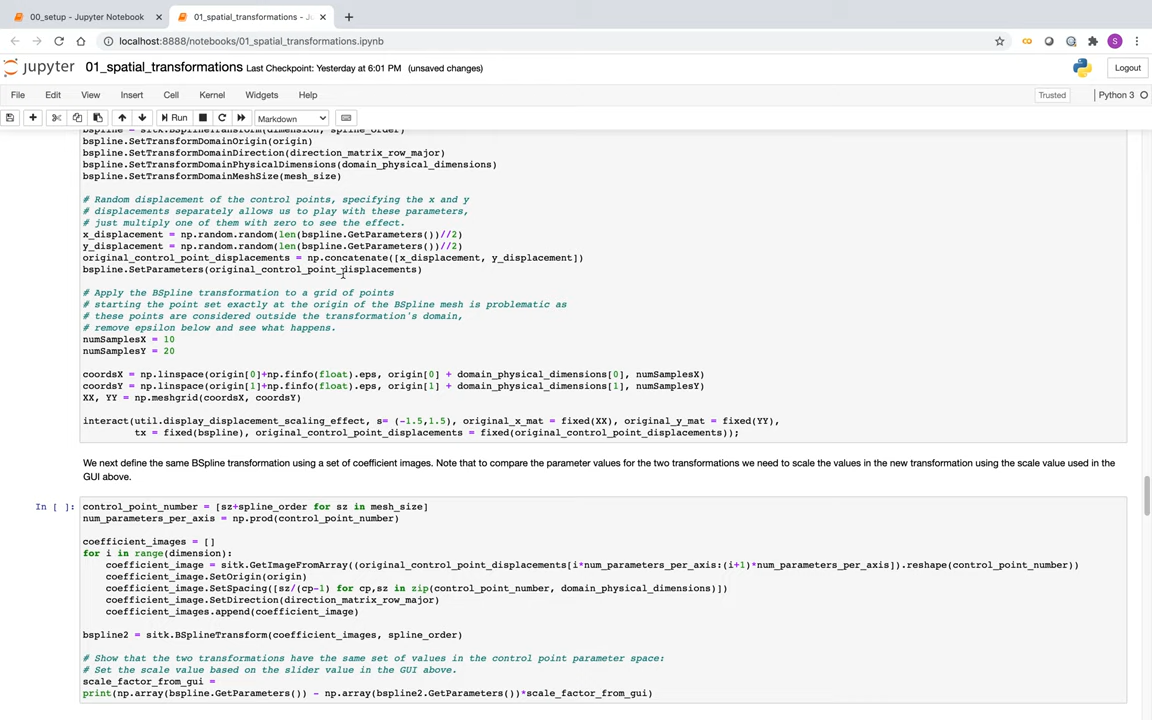 00_setup - Jupyter Notebook
01_spatial_transformations - J
localhost:8888/notebooks/01_spatial_transformations.ipynb
S
jupyter 01_spatial_transformations Last Checkpoint: Yesterday at 6:01 PM (unsaved changes)
Logout
File Edit View Insert Cell Kernel Widgets Help
Trusted
Python 3
Run
Markdown
bspline = sitk.BSplineTransform(dimension, spline_order)
bspline.SetTransformDomainOrigin(origin)
bspline.SetTransformDomainDirection(direction_matrix_row_major)
bspline.SetTransformDomainPhysicalDimensions(domain_physical_dimensions)
bspline.SetTransformDomainMeshSize(mesh_size)
# Random displacement of the control points, specifying the x and y
# displacements separately allows us to play with these parameters,
# just multiply one of them with zero to see the effect.
x_displacement = np.random.random(len(bspline.GetParameters())//2)
y_displacement = np.random.random(len(bspline.GetParameters())//2)
original_control_point_displacements = np.concatenate([x_displacement, y_displacement])
bspline.SetParameters(original_control_point_displacements)
# Apply the BSpline transformation to a grid of points
# starting the point set exactly at the origin of the BSpline mesh is problematic as
# these points are considered outside the transformation's domain,
# remove epsilon below and see what happens.
numSamplesX = 10
numSamplesY = 20
coordsX = np.linspace(origin[0]+np.finfo(float).eps, origin[0] + domain_physical_dimensions[0], numSamplesX)
coordsY = np.linspace(origin[1]+np.finfo(float).eps, origin[1] + domain_physical_dimensions[1], numSamplesY)
XX, YY = np.meshgrid(coordsX, coordsY)
interact(util.display_displacement_scaling_effect, s= (-1.5,1.5), original_x_mat = fixed(XX), original_y_mat = fixed(YY),
tx = fixed(bspline), original_control_point_displacements = fixed(original_control_point_displacements));
We next define the same BSpline transformation using a set of coefficient images. Note that to compare the parameter values for the two transformations we need to scale the values in the new transformation using the scale value used in the
GUI above.
In [ ]:
control_point_number = [sz+spline_order for sz in mesh_size]
num_parameters_per_axis = np.prod(control_point_number)
coefficient_images = []
for i in range(dimension):
coefficient_image = sitk.GetImageFromArray((original_control_point_displacements[i*num_parameters_per_axis:(i+1)*num_parameters_per_axis]).reshape(control_point_number))
coefficient_image.SetOrigin(origin)
coefficient_image.SetSpacing([sz/(cp-1) for cp,sz in zip(control_point_number, domain_physical_dimensions)])
coefficient_image.SetDirection(direction_matrix_row_major)
coefficient_images.append(coefficient_image)
bspline2 = sitk.BSplineTransform(coefficient_images, spline_order)
# Show that the two transformations have the same set of values in the control point parameter space:
# Set the scale value based on the slider value in the GUI above.
scale_factor_from_gui =
print(np.array(bspline.GetParameters()) - np.array(bspline2.GetParameters())*scale_factor_from_gui)